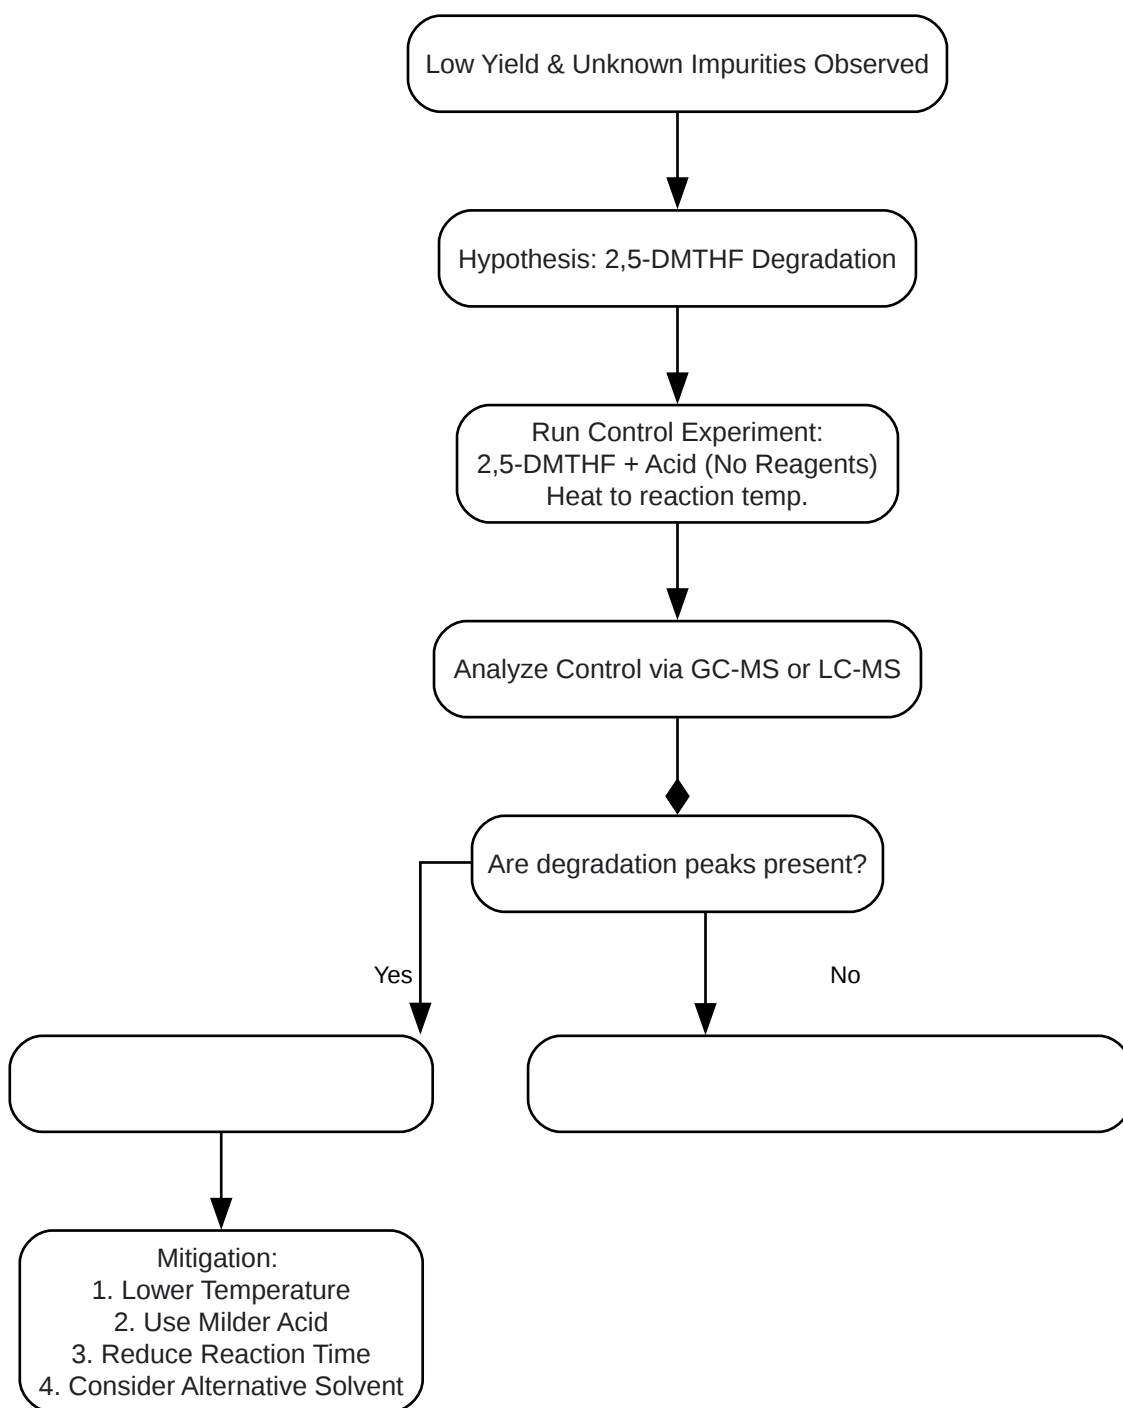 Low Yield & Unknown Impurities Observed
Hypothesis: 2,5-DMTHF Degradation
Run Control Experiment:
2,5-DMTHF + Acid (No Reagents)
Heat to reaction temp.
Analyze Control via GC-MS or LC-MS
Are degradation peaks present?
Yes
No
Mitigation:
1. Lower Temperature
2. Use Milder Acid
3. Reduce Reaction Time
4. Consider Alternative Solvent